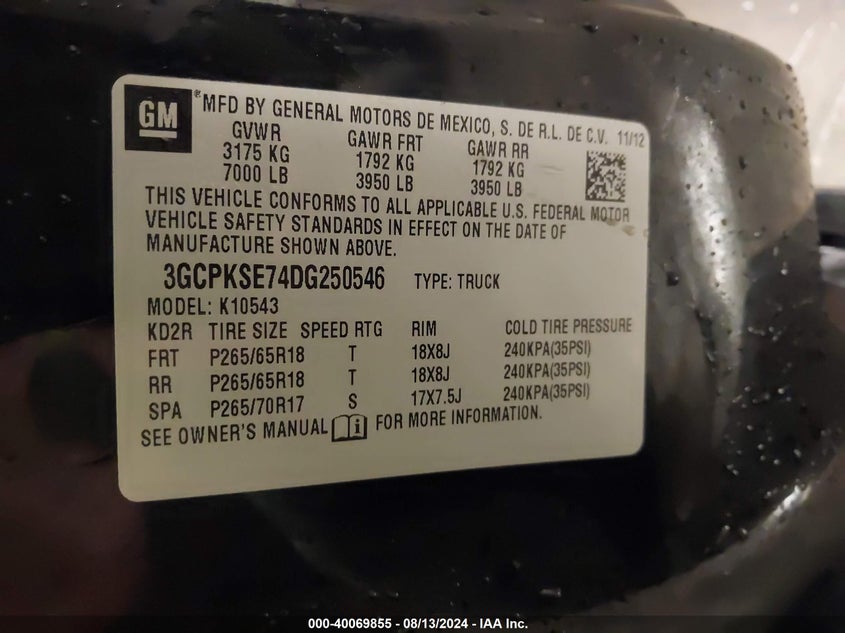 GM
®MFD BY GENERAL MOTORS DE MEXICO, S. DE R.L. DE C.V. 11/12
GVWR GAWR FRT GAWR RR
3175 KG 1792 KG 1792 KG
7000 LB 3950 LB 3950 LB
THIS VEHICLE CONFORMS TO ALL APPLICABLE U.S. FEDERAL MOTOR
VEHICLE SAFETY STANDARDS IN EFFECT ON THE DATE OF
MANUFACTURE SHOWN ABOVE.
3GCPKSE74DG250546 TYPE: TRUCK
MODEL: K10543
KD2R TIRE SIZE SPEED RTG RIM COLD TIRE PRESSURE
FRT P265/65R18 T 18X8J 240KPA(35PSI)
RR P265/65R18 T 18X8J 240KPA(35PSI)
SPA P265/70R17 S 17X7.5J 240KPA(35PSI)
SEE OWNER'S MANUAL i FOR MORE INFORMATION.
000-40069855 - 08/13/2024 - IAA Inc.